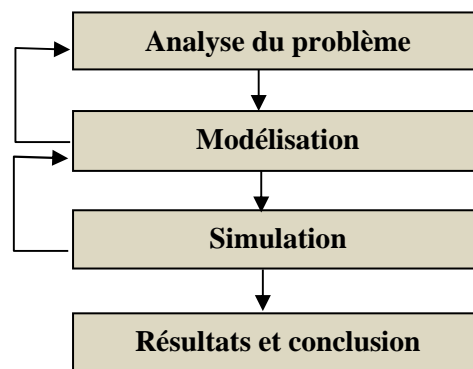 Analyse du problème
Modélisation
Simulation
Résultats et conclusion